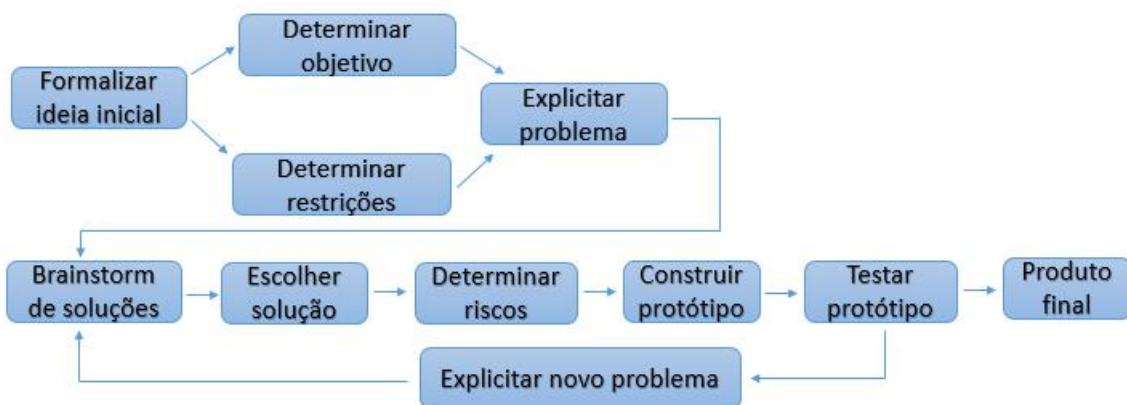 Formalizar
ideia inicial
Determinar
objetivo
Determinar
restrições
Explicitar
problema
Brainstorm
de soluções
Escolher
solução
Determinar
riscos
Construir
protótipo
Testar
protótipo
Produto
final
Explicitar novo problema